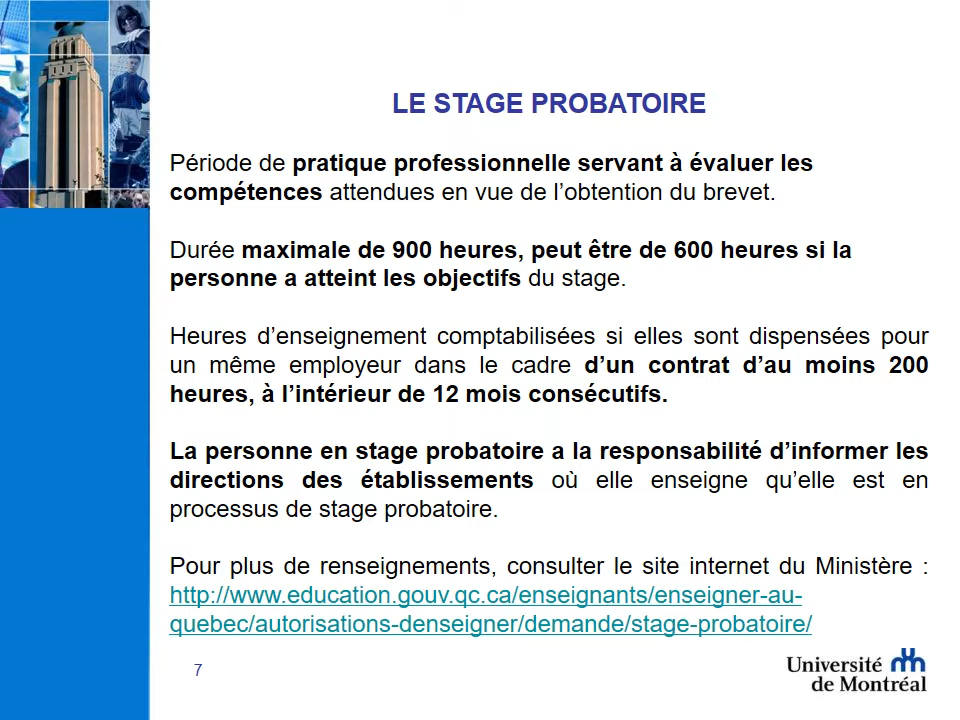 LE STAGE PROBATOIRE
Période de pratique professionnelle servant à évaluer les
compétences attendues en vue de l’obtention du brevet.
Durée maximale de 900 heures, peut être de 600 heures si la
personne a atteint les objectifs du stage.
Heures d’enseignement comptabilisées si elles sont dispensées pour
un même employeur dans le cadre d’un contrat d’au moins 200
heures, à l’intérieur de 12 mois consécutifs.
La personne en stage probatoire a la responsabilité d’informer les
directions des établissements où elle enseigne qu’elle est en
processus de stage probatoire.
Pour plus de renseignements, consulter le site internet du Ministère :
http://www.education.gouv.qc.ca/enseignants/enseigner-au-
quebec/autorisations-denseigner/demande/stage-probatoire/
7
Université
de Montréal